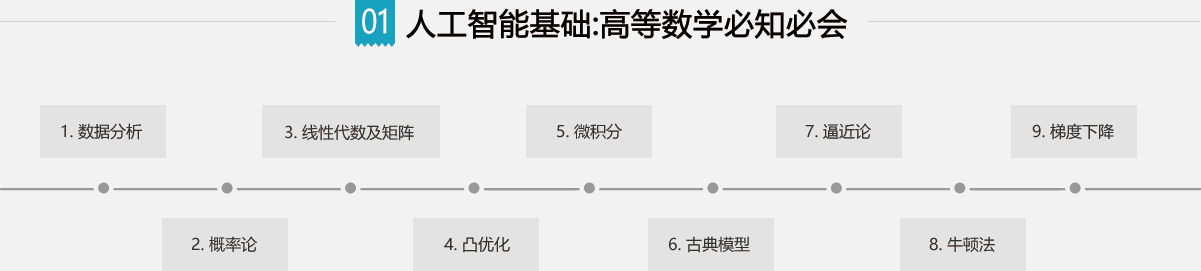 01 人工智能基础:高等数学必知必会
1. 数据分析
2. 概率论
3. 线性代数及矩阵
4. 凸优化
5. 微积分
6. 古典模型
7. 逼近论
8. 牛顿法
9. 梯度下降